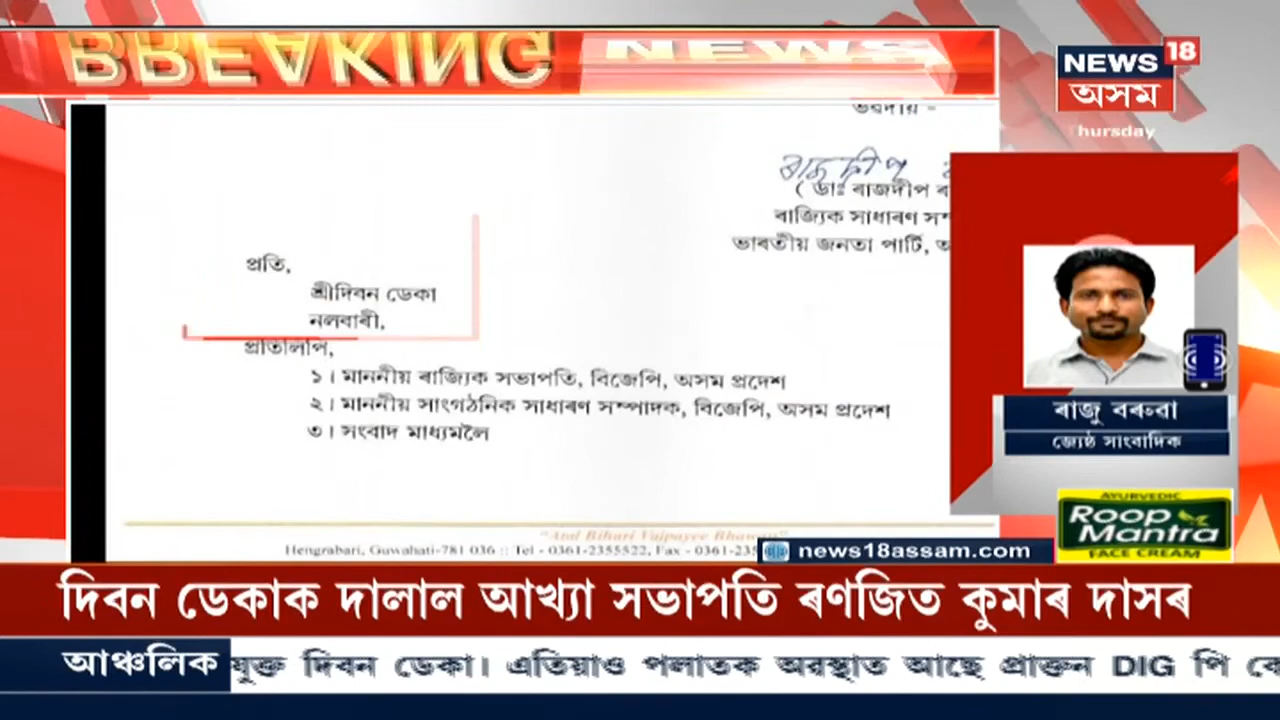 BREAKING NEWS
NEWS 18
অসম
Thursday
ভৱদীয় -
ৰাজদীপ
( ডাঃ ৰাজদীপ ৰ
ৰাজ্যিক সাধাৰণ সম্প
ভাৰতীয় জনতা পাৰ্টি, অ
প্ৰতি,
শ্ৰীদিবন ডেকা
নলবাৰী,
প্ৰতিলিপি,
১। মাননীয় ৰাজ্যিক সভাপতি, বিজেপি, অসম প্ৰদেশ
২। মাননীয় সাংগঠনিক সাধাৰণ সম্পাদক, বিজেপি, অসম প্ৰদেশ
৩। সংবাদ মাধ্যমলৈ
ৰাজু বৰুৱা
জ্যেষ্ঠ সাংবাদিক
AYURVEDIC
Roop
Mantra
FACE CREAM
"Atal Bihari Vajpayee Bhawan"
Hengrabari, Guwahati-781 036 :: Tel - 0361-2355522, Fax - 0361-235
news18assam.com
দিবন ডেকাক দালাল আখ্যা সভাপতি ৰণজিত কুমাৰ দাসৰ
আঞ্চলিক
যুক্ত দিবন ডেকা। এতিয়াও পলাতক অৱস্থাত আছে প্ৰাক্তন DIG পি কে